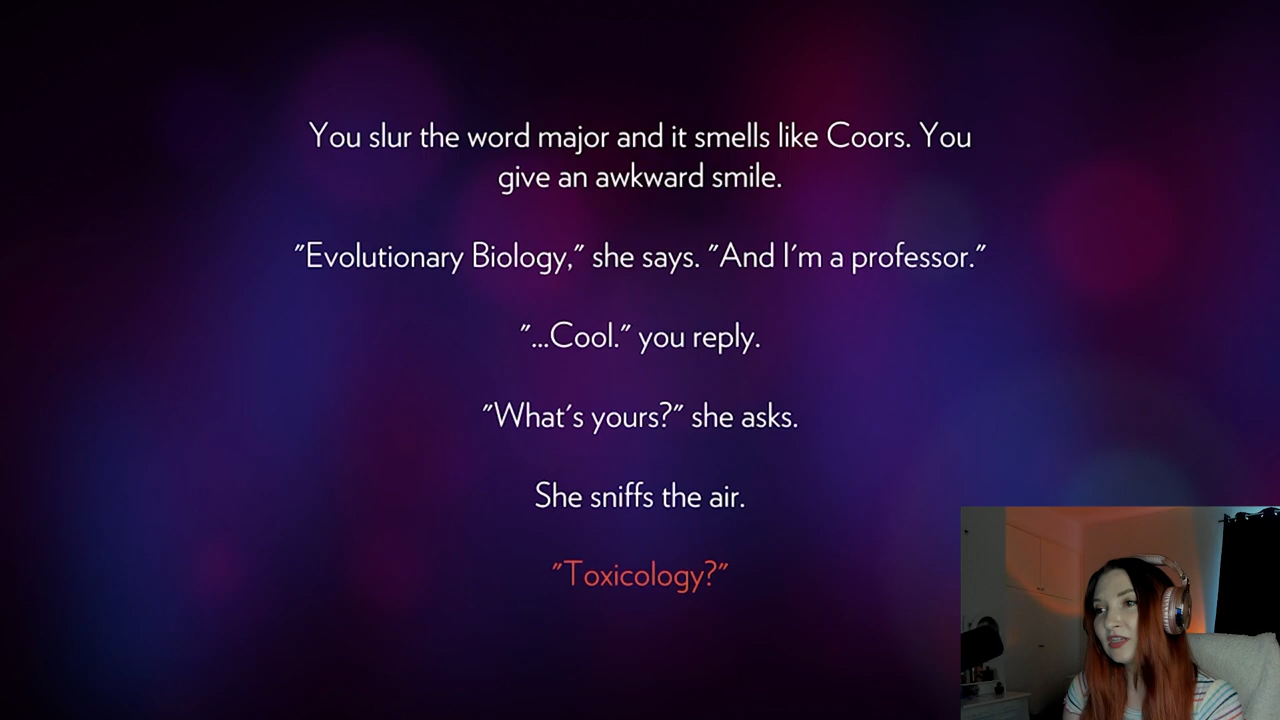 You slur the word major and it smells like Coors. You
give an awkward smile.
"Evolutionary Biology," she says. "And I'm a professor."
"...Cool." you reply.
"What's yours?" she asks.
She sniffs the air.
"Toxicology?"